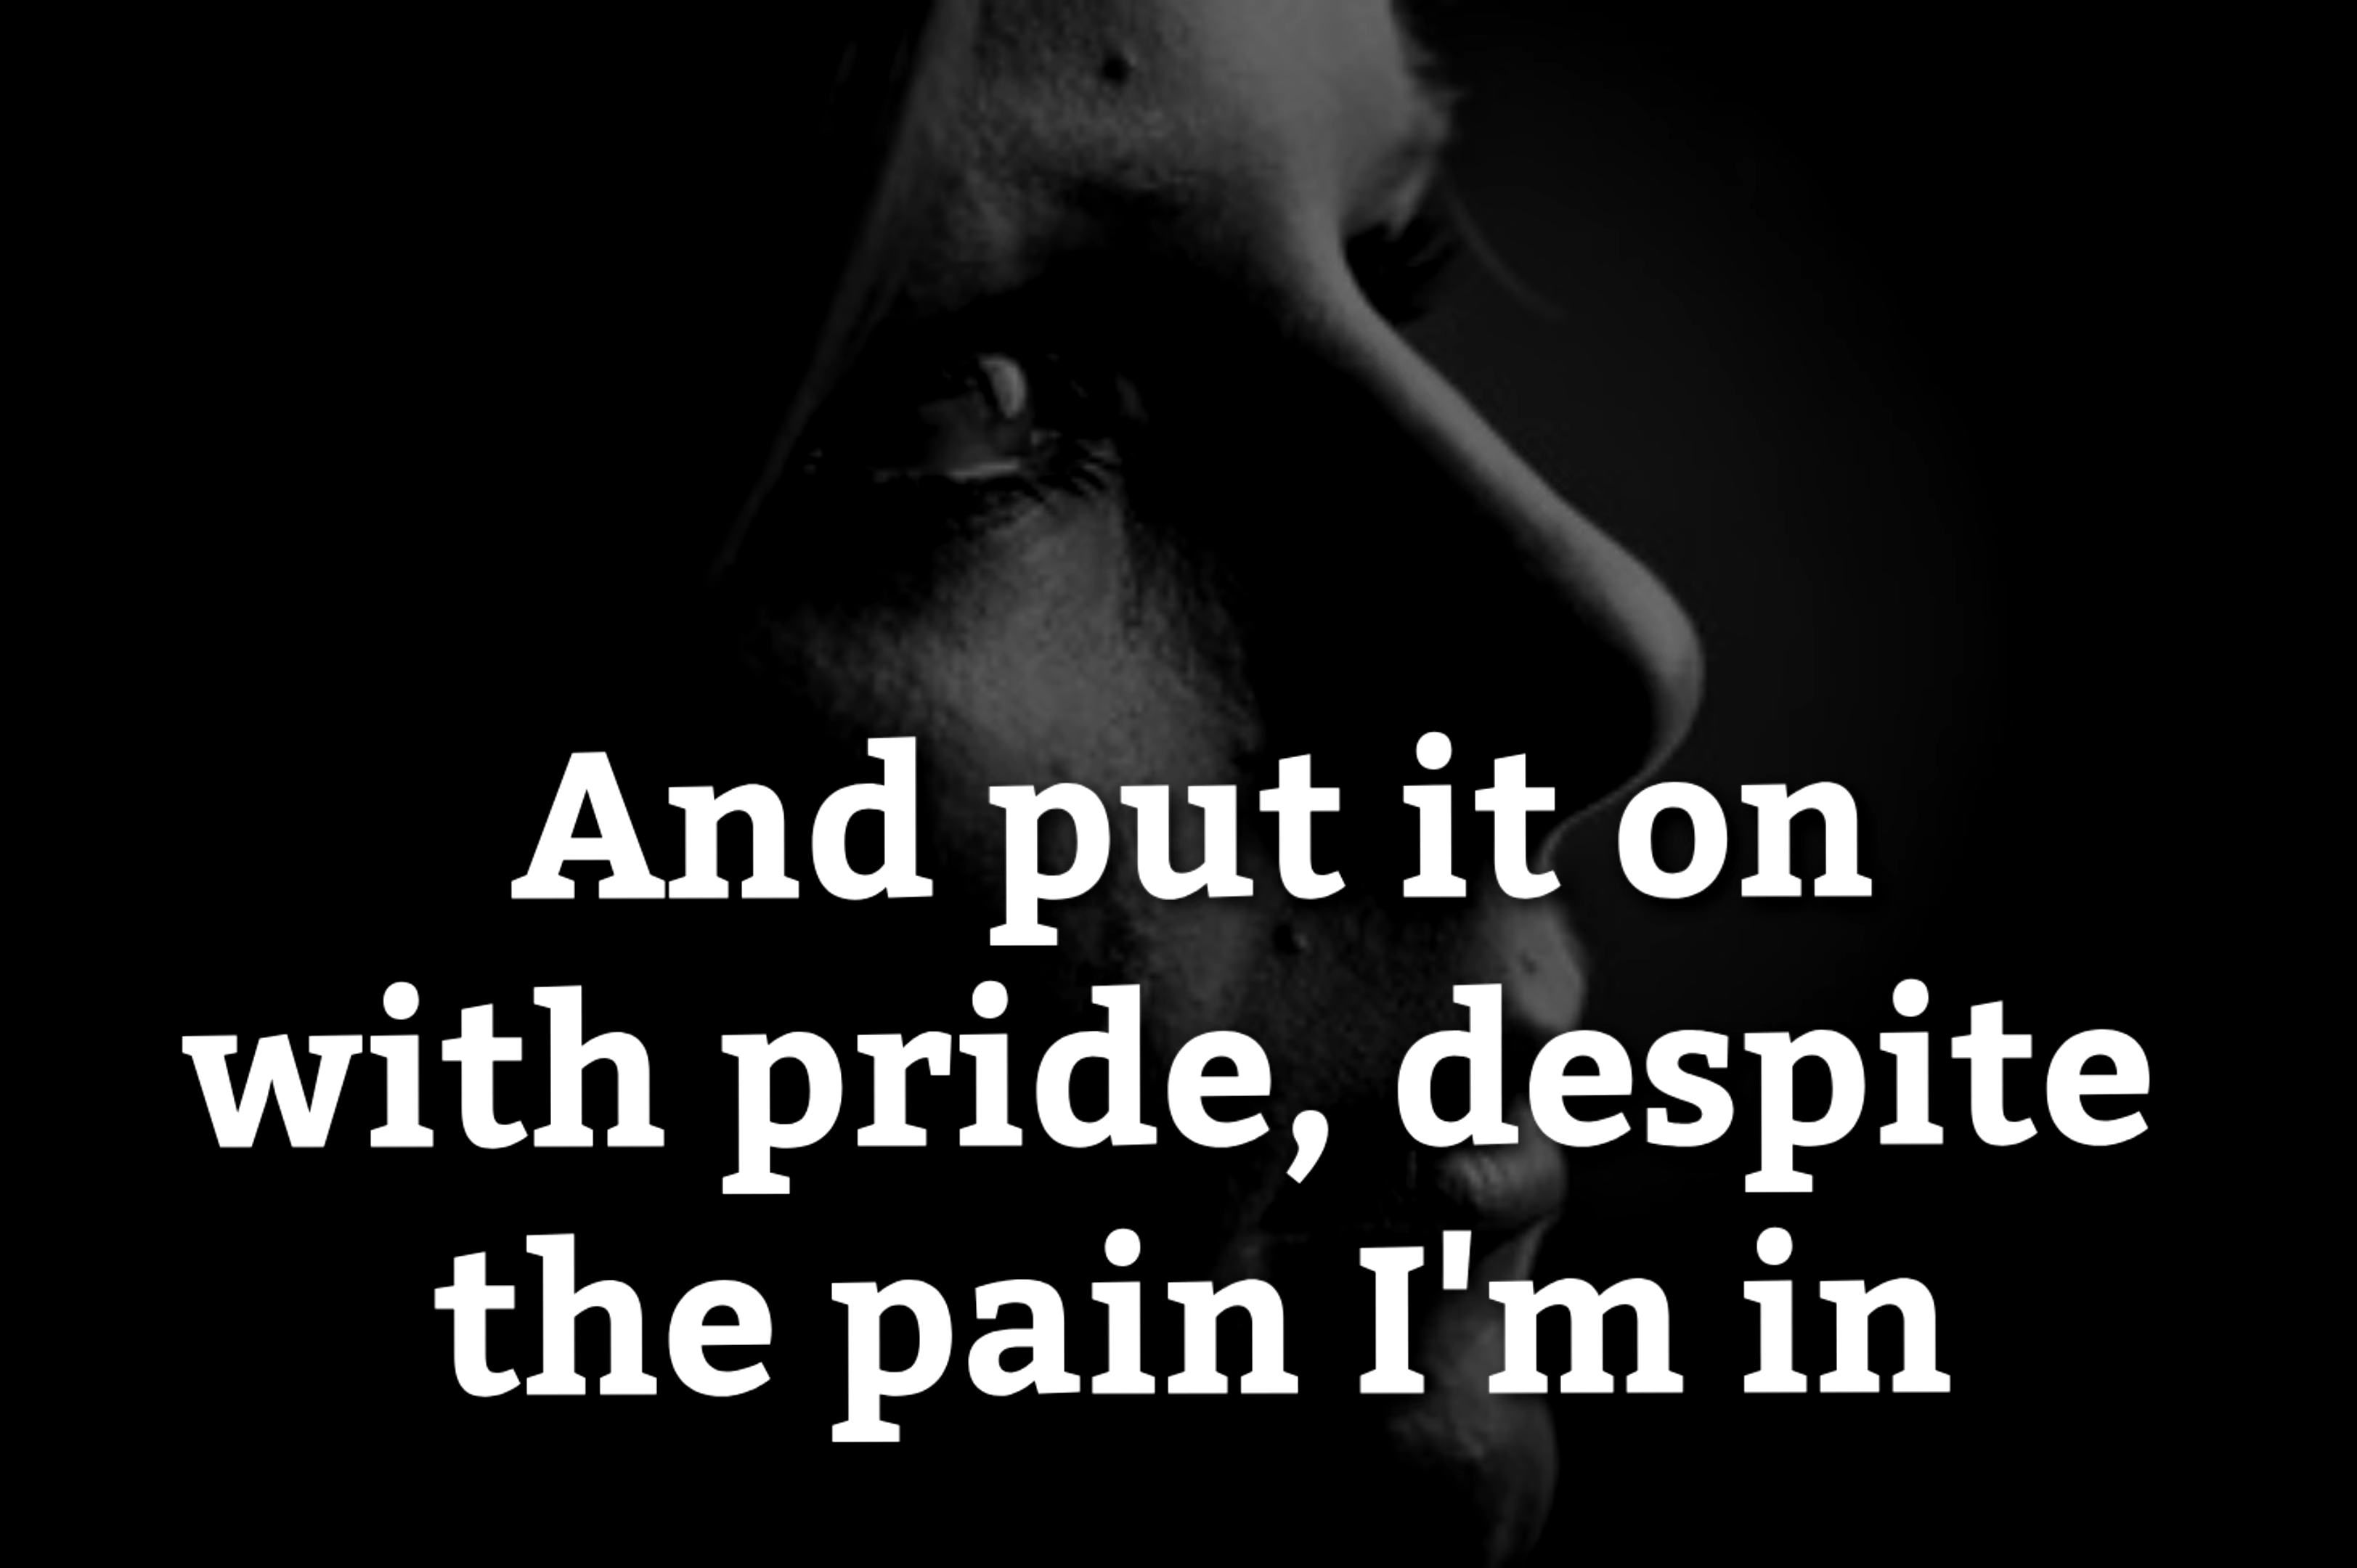 And put it on
with pride, despite
the pain I'm in